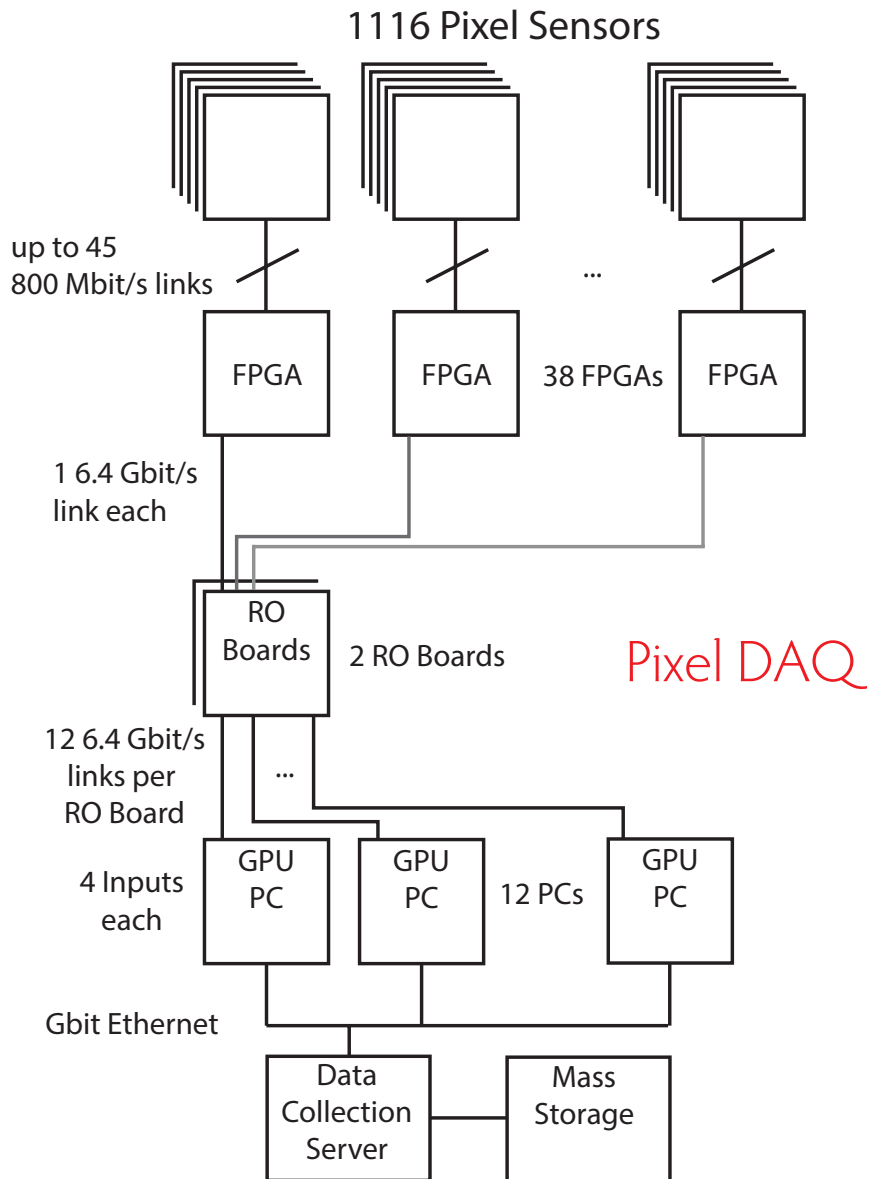 1116 Pixel Sensors
up to 45
800 Mbit/s links
...
FPGA
FPGA
38 FPGAs
FPGA
1 6.4 Gbit/s
link each
RO
Boards
2 RO Boards
Pixel DAQ
12 6.4 Gbit/s
links per
RO Board
...
4 Inputs
each
GPU
PC
GPU
PC
12 PCs
GPU
PC
Gbit Ethernet
Data
Collection
Server
Mass
Storage